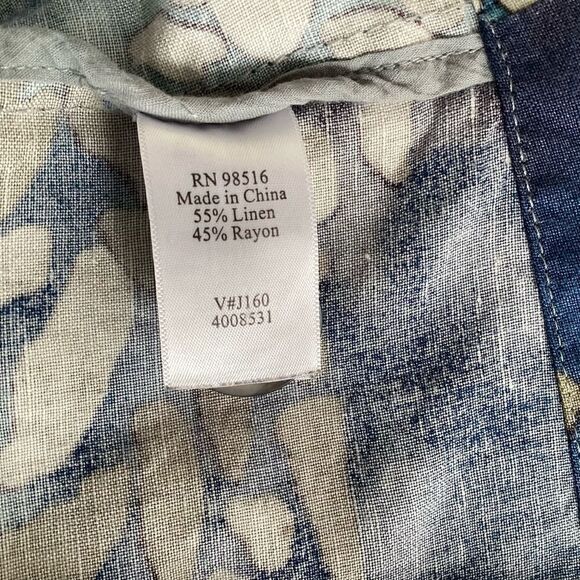 RN 98516
Made in China
55% Linen
45% Rayon
V#J160
4008531